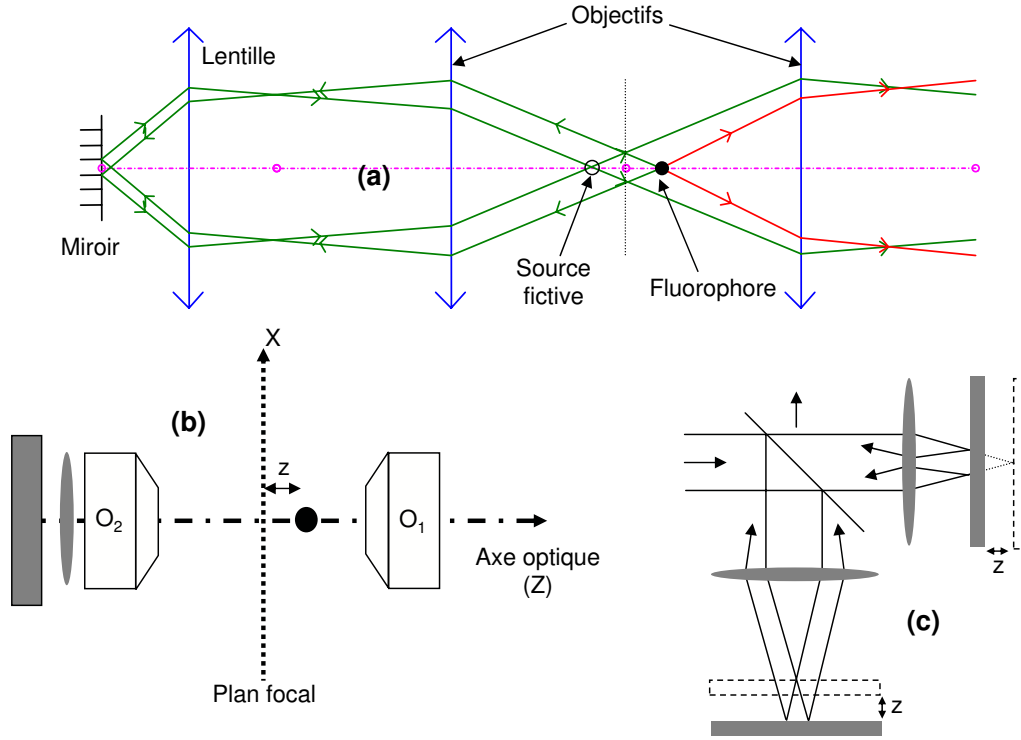 Objectifs
Lentille
(a)
Miroir
Source
fictive
Fluorophore
X
(b)
z
O2
O1
Axe optique
(Z)
Plan focal
z
(c)
z